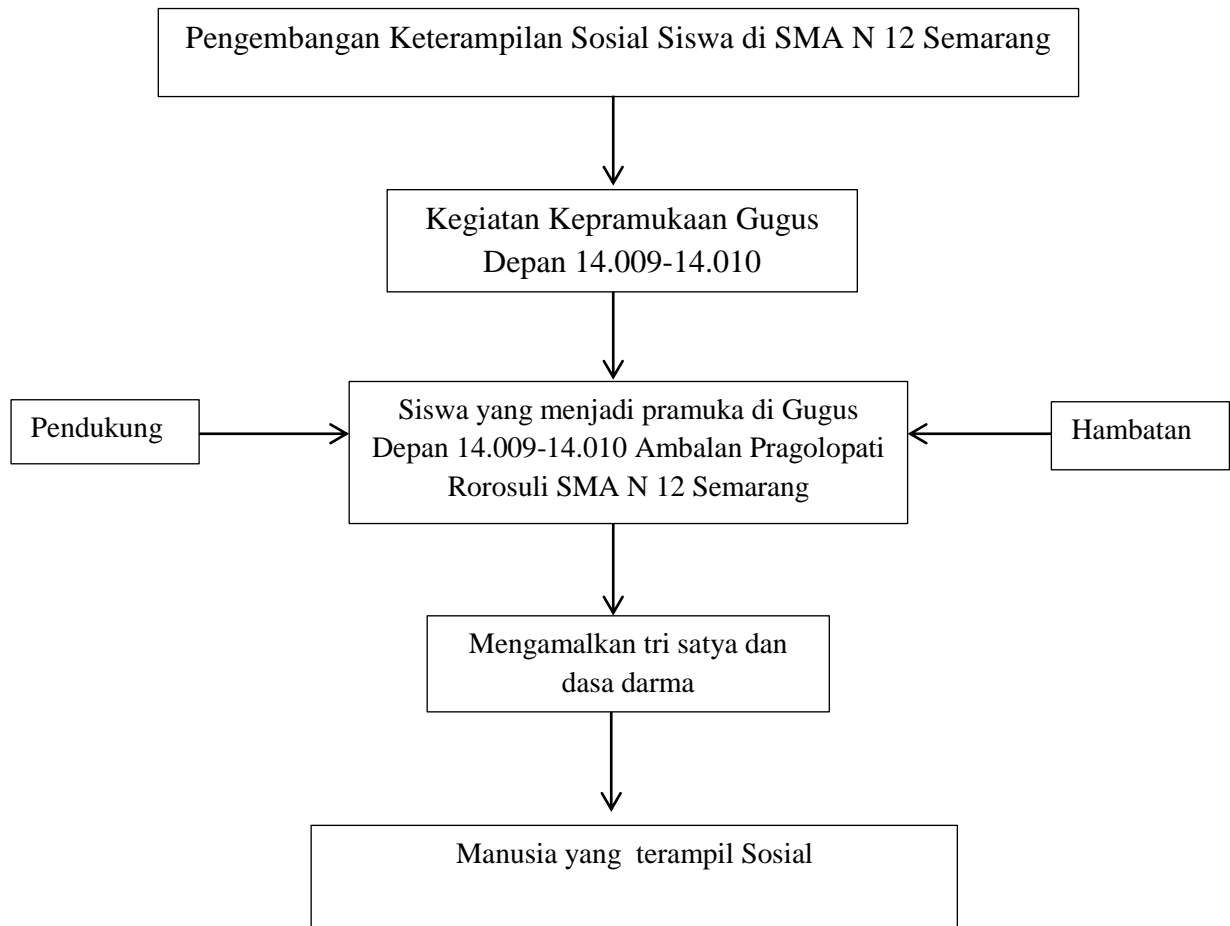 Pengembangan Keterampilan Sosial Siswa di SMA N 12 Semarang
Kegiatan Kepramukaan Gugus
Depan 14.009-14.010
Pendukung
Siswa yang menjadi pramuka di Gugus
Depan 14.009-14.010 Ambalan Pragolopati
Rorosuli SMA N 12 Semarang
Hambatan
Mengamalkan tri satya dan
dasa darma
Manusia yang  terampil Sosial